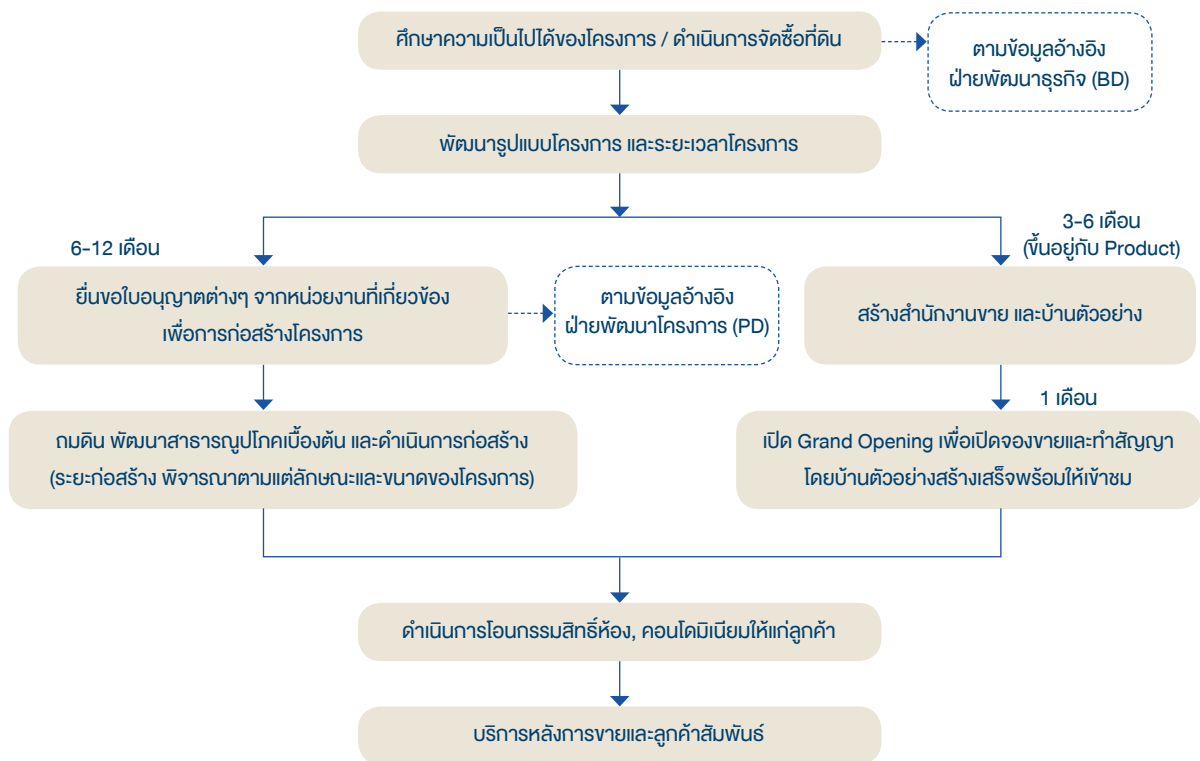 ศึกษาความเป็นไปได้ของโครงการ / ดำเนินการจัดซื้อที่ดิน
ตามข้อมูลอ้างอิง
ฝ่ายพัฒนาธุรกิจ (BD)
พัฒนารูปแบบโครงการ และระยะเวลาโครงการ
6-12 เดือน
3-6 เดือน
(ขึ้นอยู่กับ Product)
ยื่นขอใบอนุญาตต่างๆ จากหน่วยงานที่เกี่ยวข้อง
เพื่อการก่อสร้างโครงการ
ตามข้อมูลอ้างอิง
ฝ่ายพัฒนาโครงการ (PD)
สร้างสำนักงานขาย และบ้านตัวอย่าง
1 เดือน
ถมดิน พัฒนาสาธารณูปโภคเบื้องต้น และดำเนินการก่อสร้าง
(ระยะก่อสร้าง พิจารณาตามแต่ลักษณะและขนาดของโครงการ)
เปิด Grand Opening เพื่อเปิดจองขายและทำสัญญา
โดยบ้านตัวอย่างสร้างเสร็จพร้อมให้เข้าชม
ดำเนินการโอนกรรมสิทธิ์ห้อง, คอนโดมิเนียมให้แก่ลูกค้า
บริการหลังการขายและลูกค้าสัมพันธ์